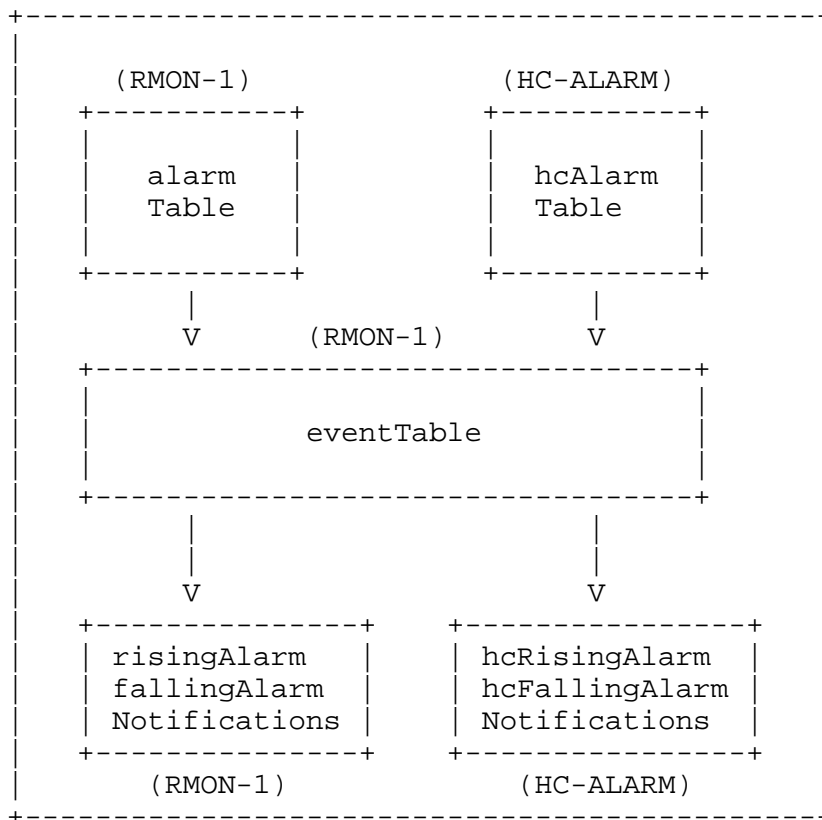 (RMON-1) (HC-ALARM)
alarm hcAlarm
Table Table
V (RMON-1) V
eventTable
V V
risingAlarm hcRisingAlarm
fallingAlarm hcFallingAlarm
Notifications Notifications
(RMON-1) (HC-ALARM)